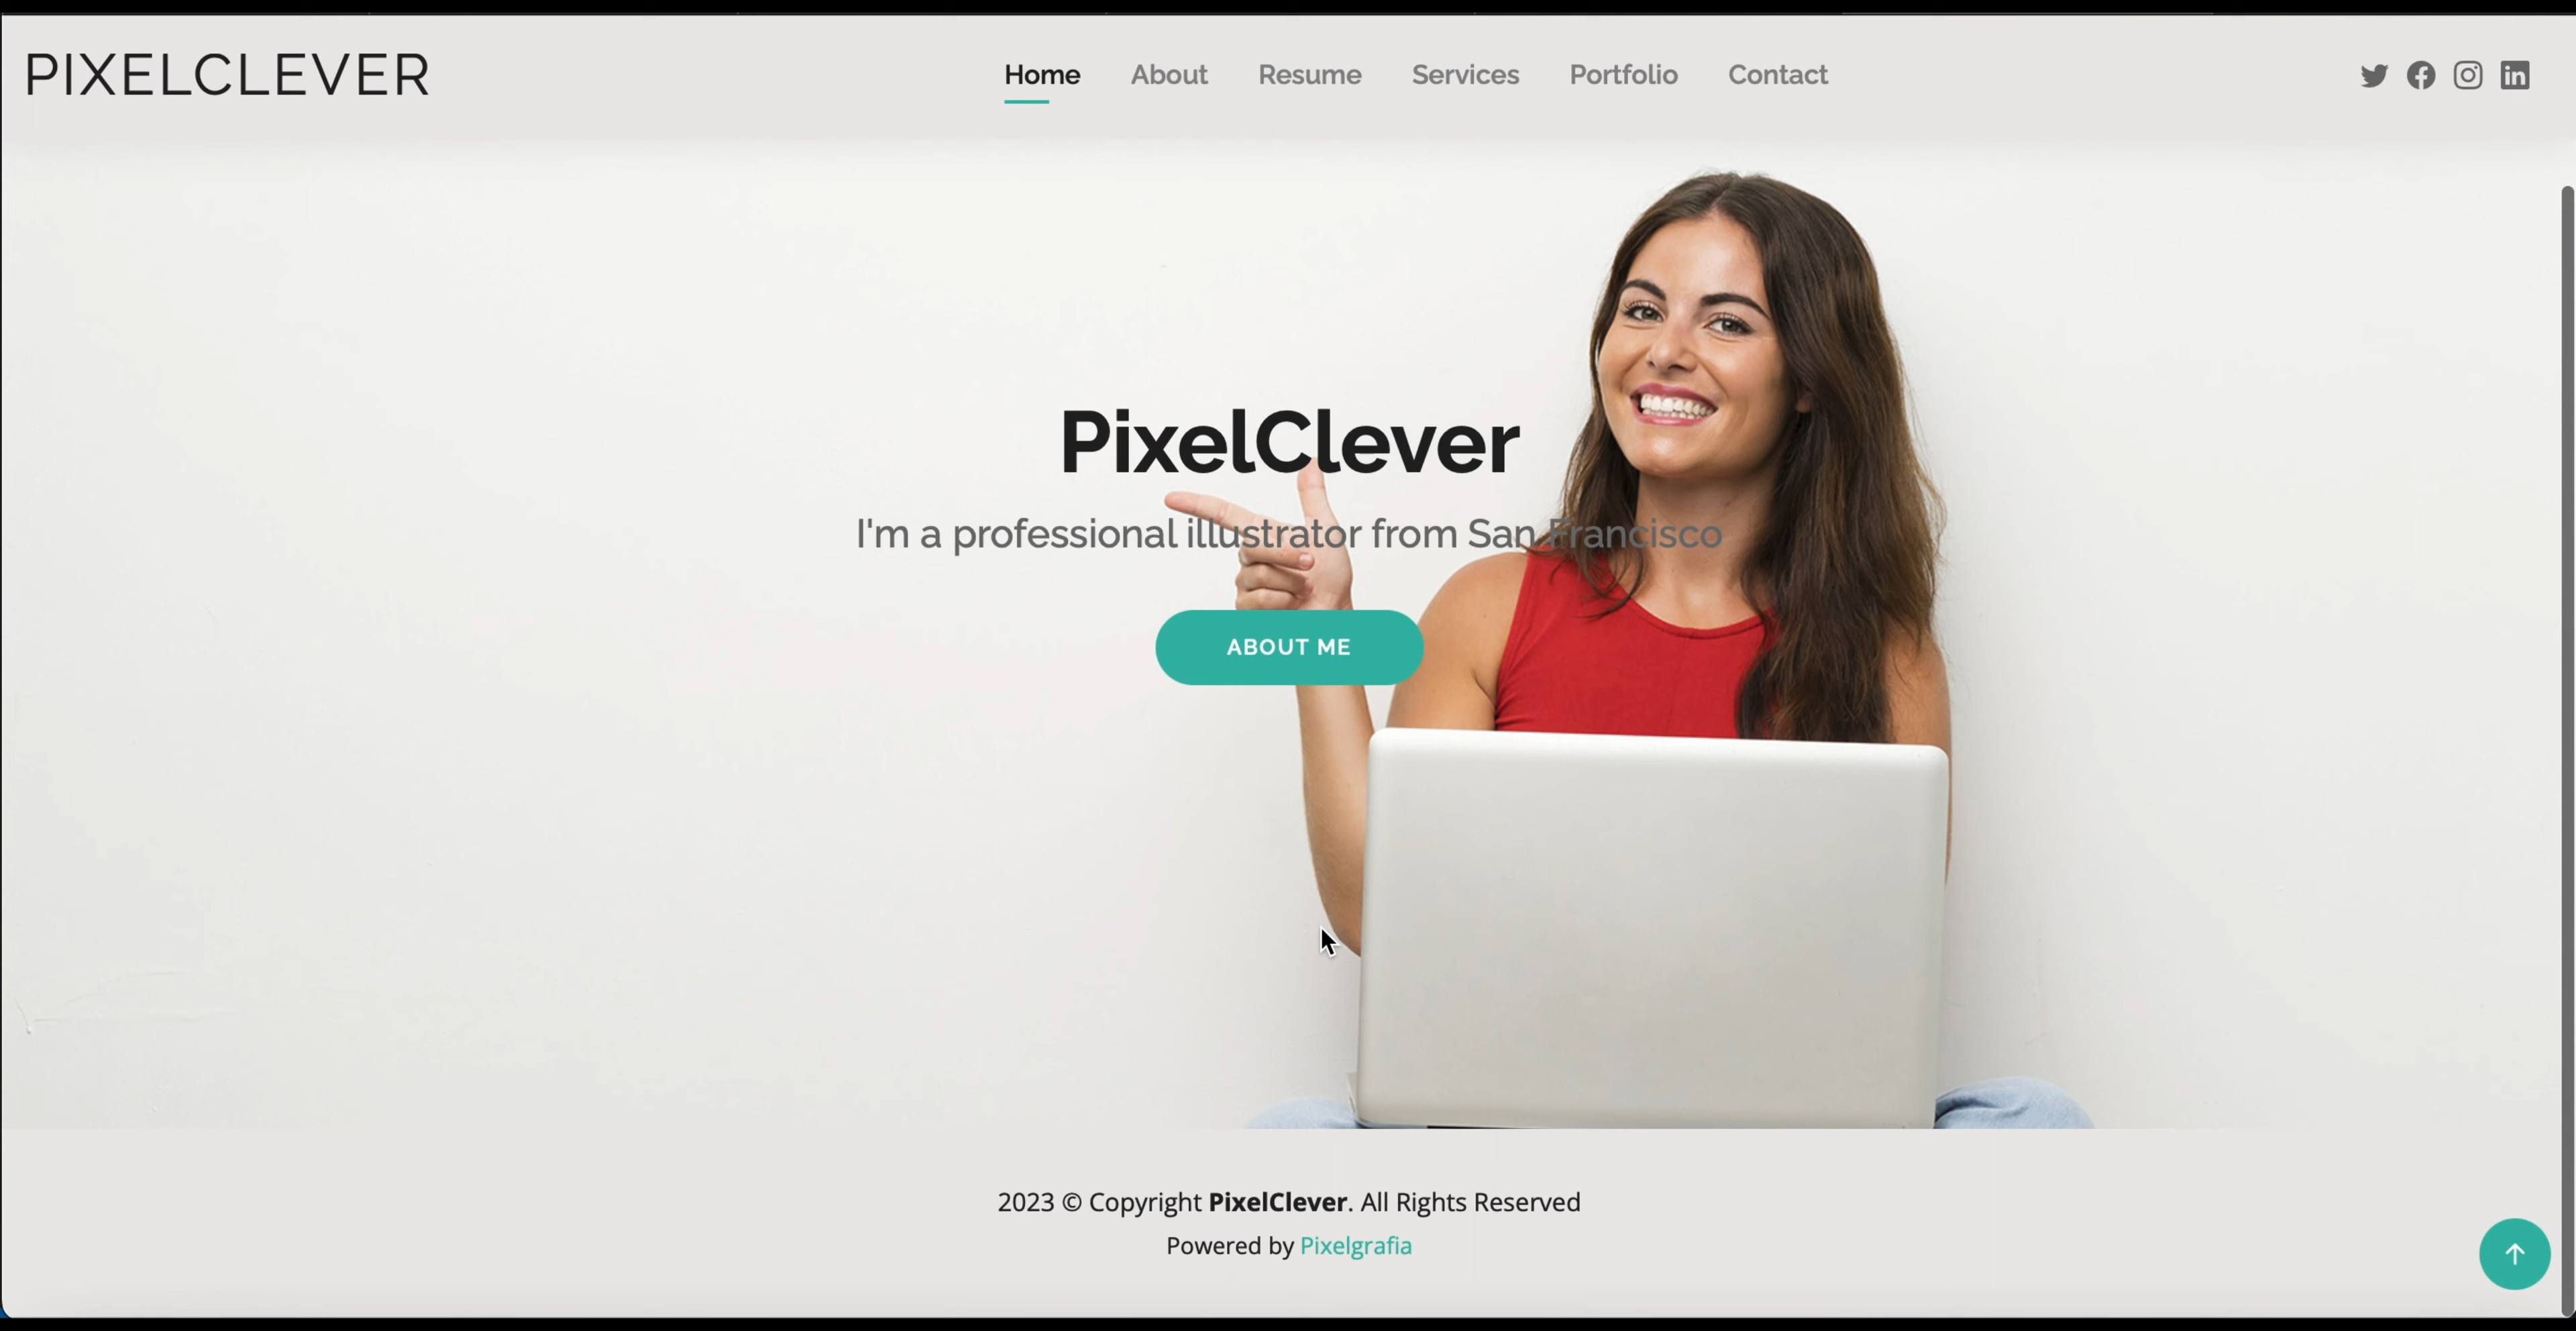 PIXELCLEVER
Home About Resume Services Portfolio Contact
PixelClever
I'm a professional illustrator from San Francisco
ABOUT ME
2023 © Copyright PixelClever. All Rights Reserved
Powered by Pixelgrafia